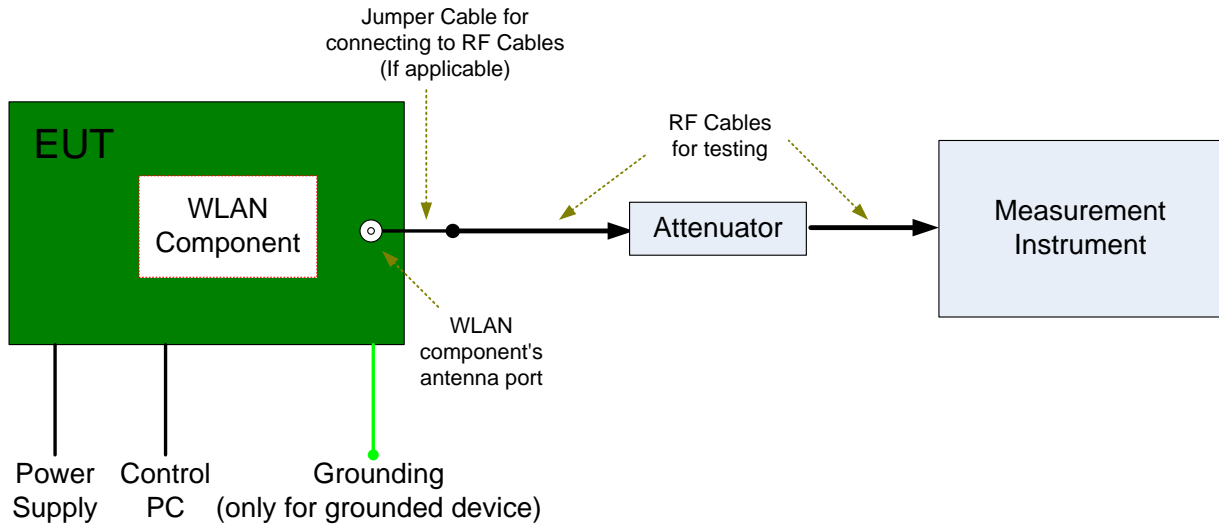 Jumper Cable for
connecting to RF Cables
(If applicable)
EUT
WLAN
Component
RF Cables
for testing
Attenuator
Measurement
Instrument
WLAN
component's
antenna port
Power
Supply
Control
PC
Grounding
(only for grounded device)